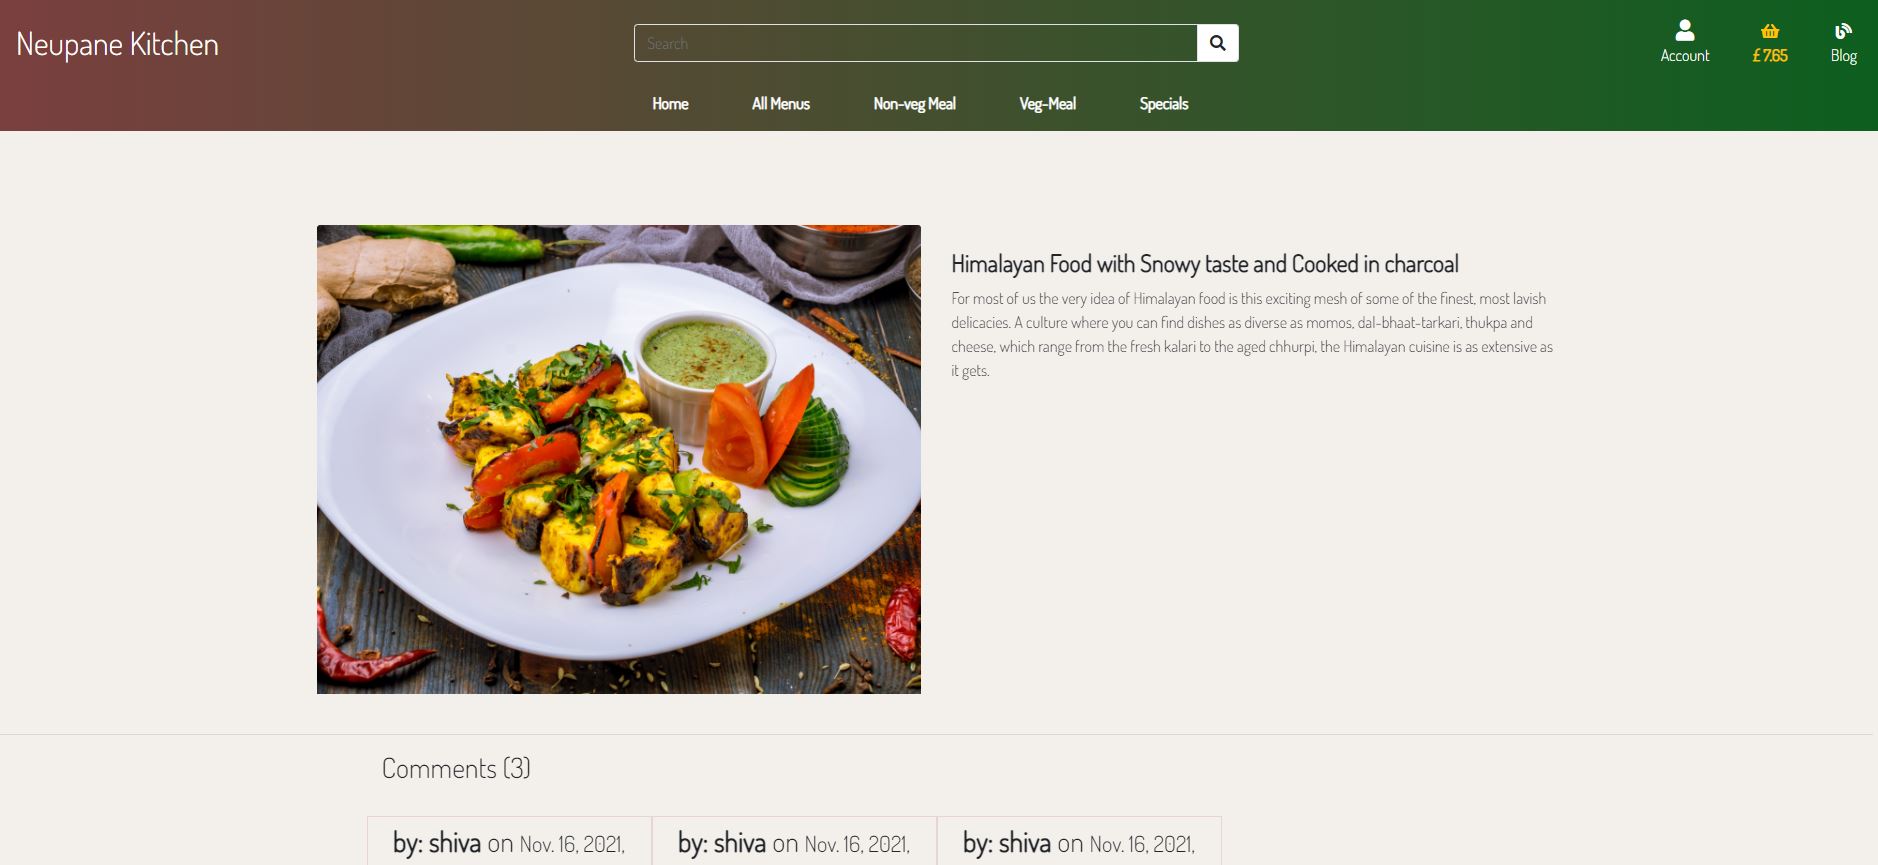 Neupane Kitchen
Search
Account
£ 7.65
Blog
Home All Menus Non-veg Meal Veg-Meal Specials
Himalayan Food with Snowy taste and Cooked in charcoal
For most of us the very idea of Himalayan food is this exciting mesh of some of the finest, most lavish
delicacies. A culture where you can find dishes as diverse as momos, dal-bhaat-tarkari, thukpa and
cheese, which range from the fresh kalari to the aged chhurpi, the Himalayan cuisine is as extensive as
it gets.
Comments (3)
by: shiva on Nov. 16, 2021,
by: shiva on Nov. 16, 2021,
by: shiva on Nov. 16, 2021,